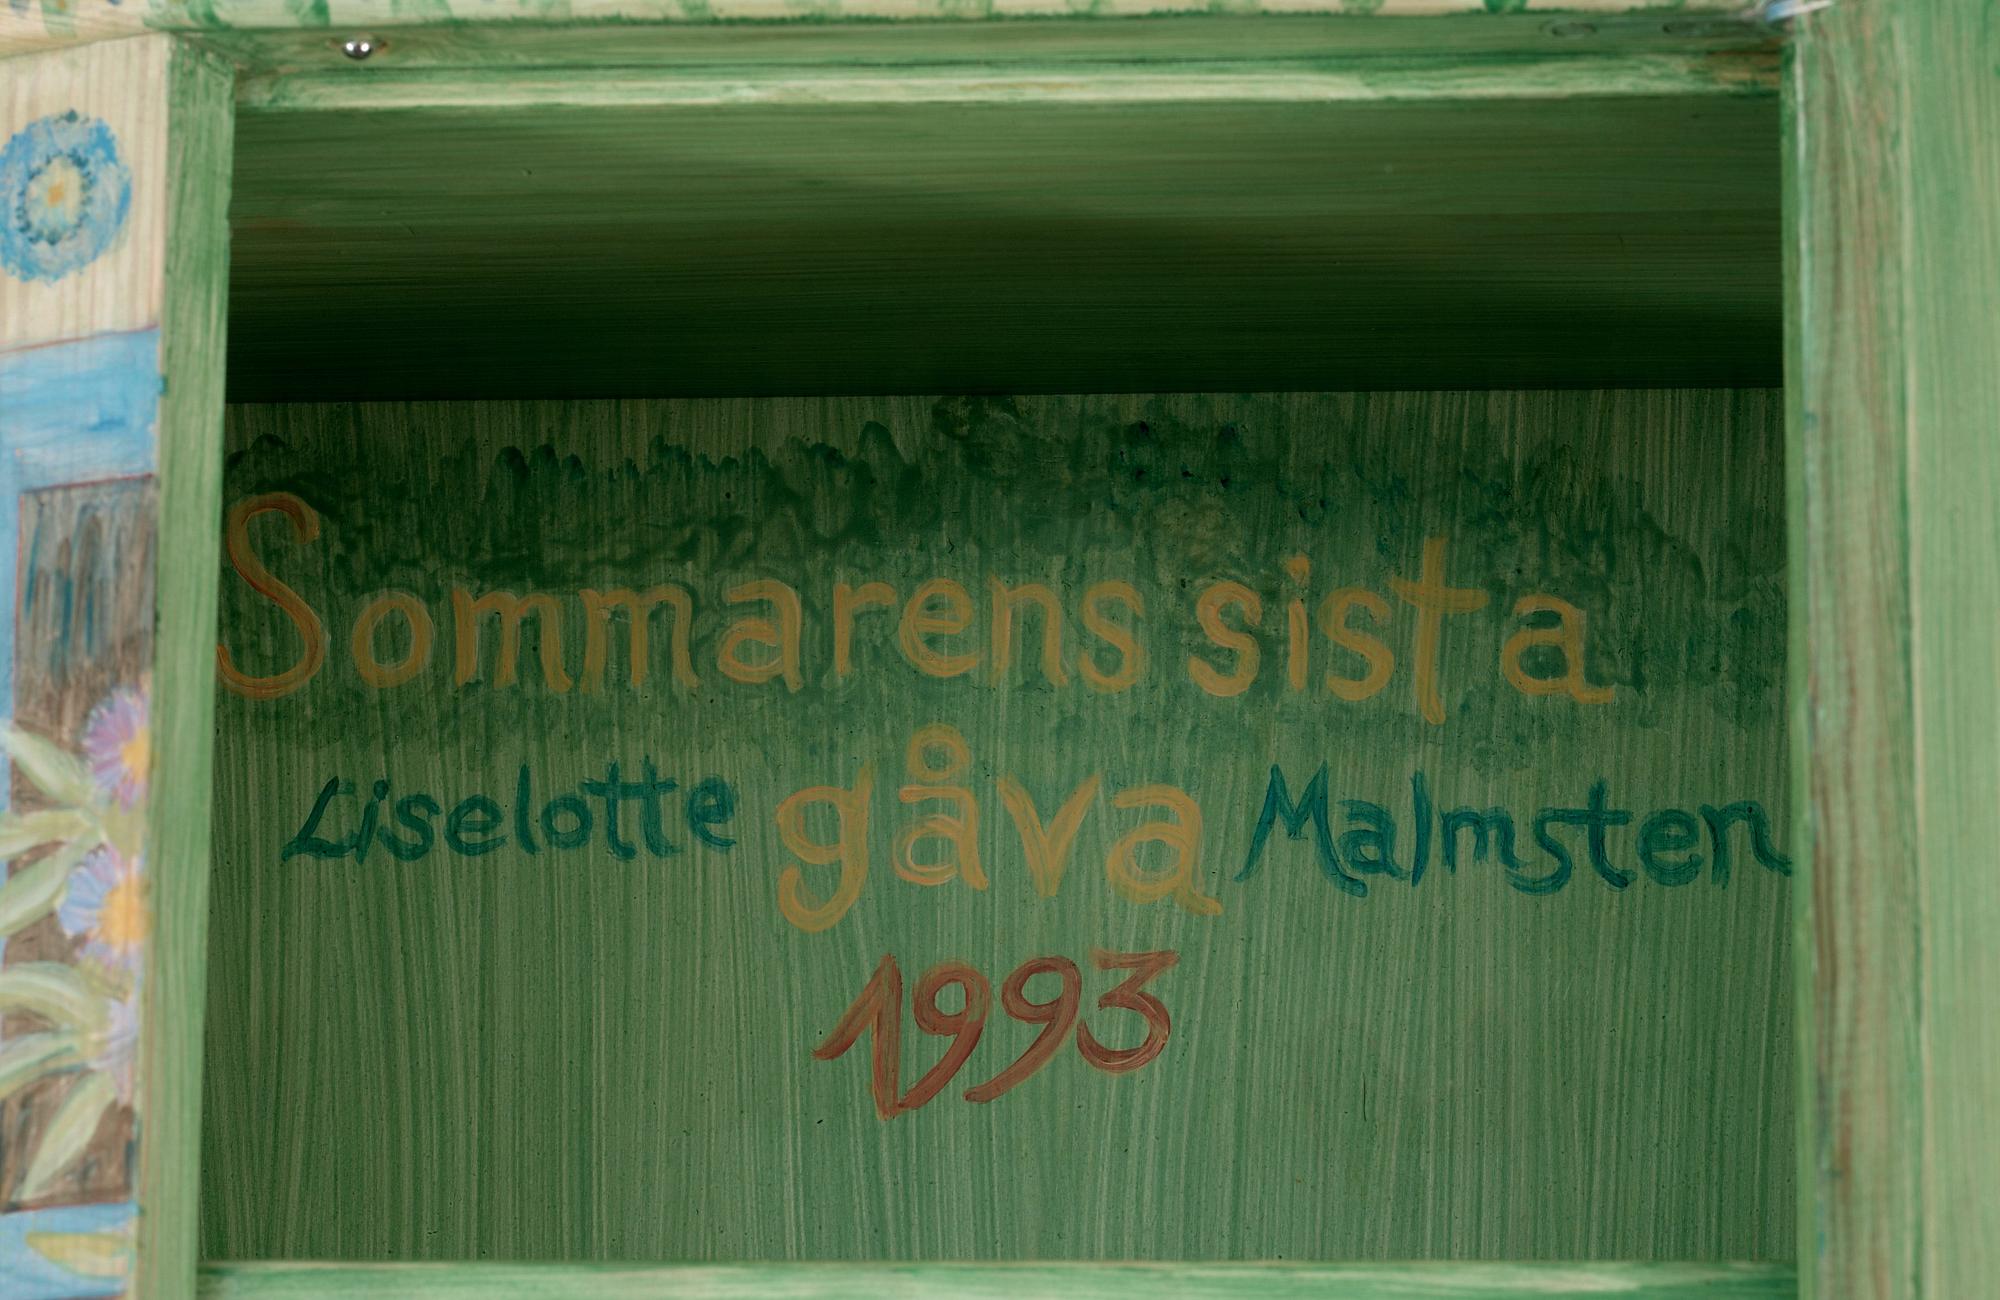 Sommarens sista
Liselotte gåva Malmsten
1993